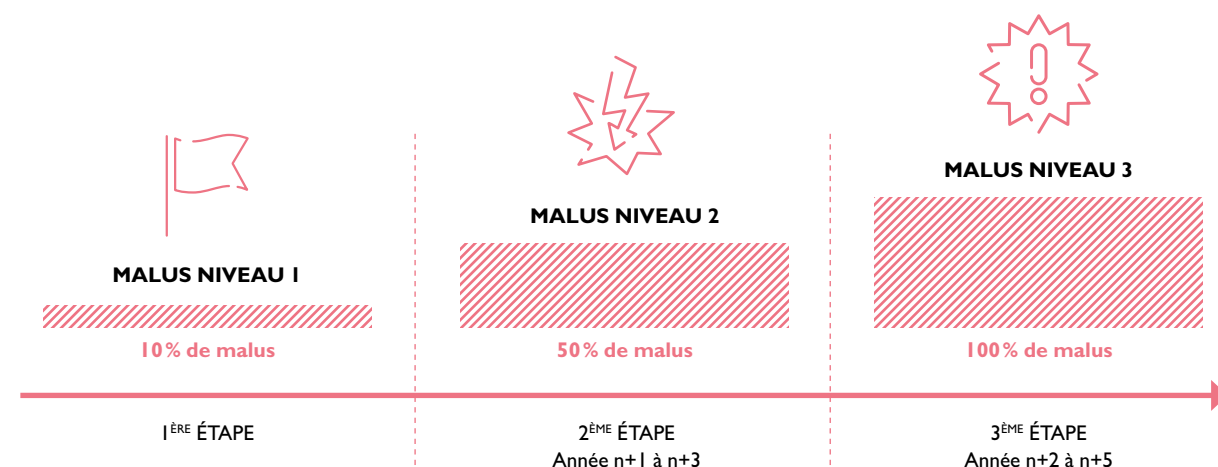 MALUS NIVEAU 1
10% de malus
1ÈRE ÉTAPE
MALUS NIVEAU 2
50% de malus
2ÈME ÉTAPE
Année n+1 à n+3
MALUS NIVEAU 3
100% de malus
3ÈME ÉTAPE
Année n+2 à n+5